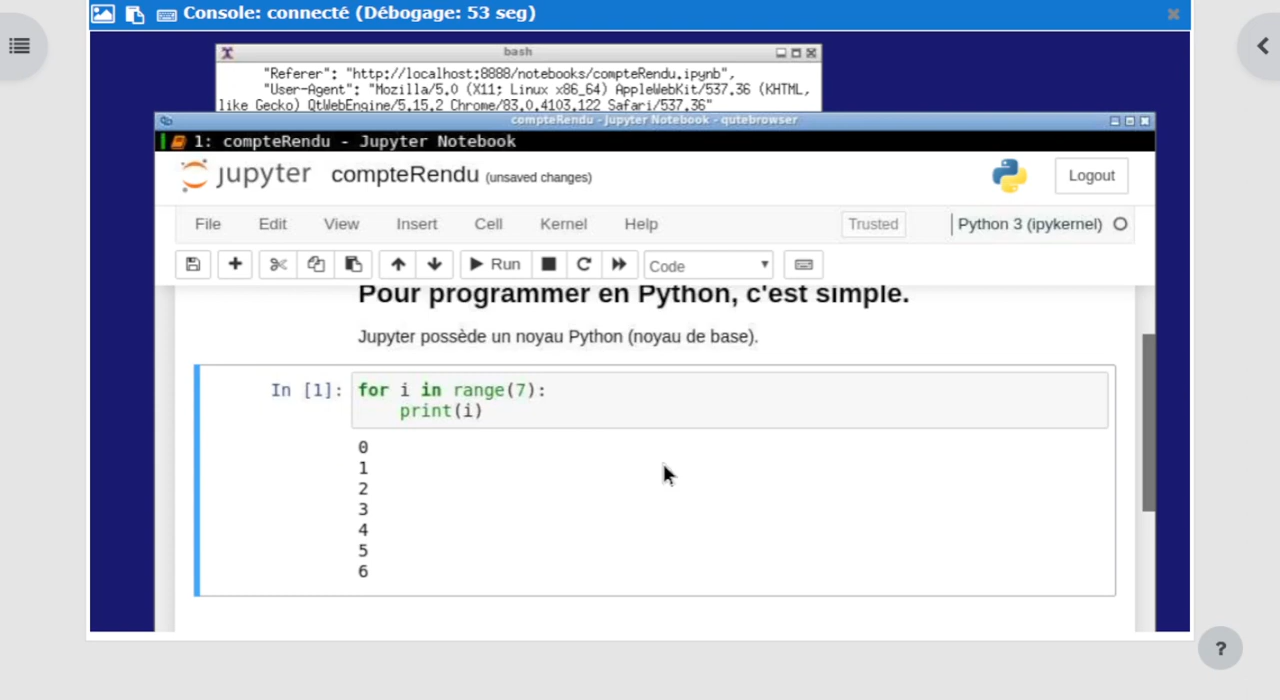 Console: connecté (Débogage: 53 seg)
bash
"Referer": "http://localhost:8888/notebooks/compteRendu.ipynb",
"User-Agent": "Mozilla/5.0 (X11; Linux x86_64) AppleWebKit/537.36 (KHTML,
like Gecko) QtWebEngine/5.15.2 Chrome/83.0.4103.122 Safari/537.36"
compteRendu - Jupyter Notebook - qutebrowser
1: compteRendu - Jupyter Notebook
jupyter compteRendu (unsaved changes) Logout
File Edit View Insert Cell Kernel Help Trusted Python 3 (ipykernel)
Run Code
Pour programmer en Python, c'est simple.
Jupyter possède un noyau Python (noyau de base).
In [1]: for i in range(7):
print(i)
0
1
2
3
4
5
6
?